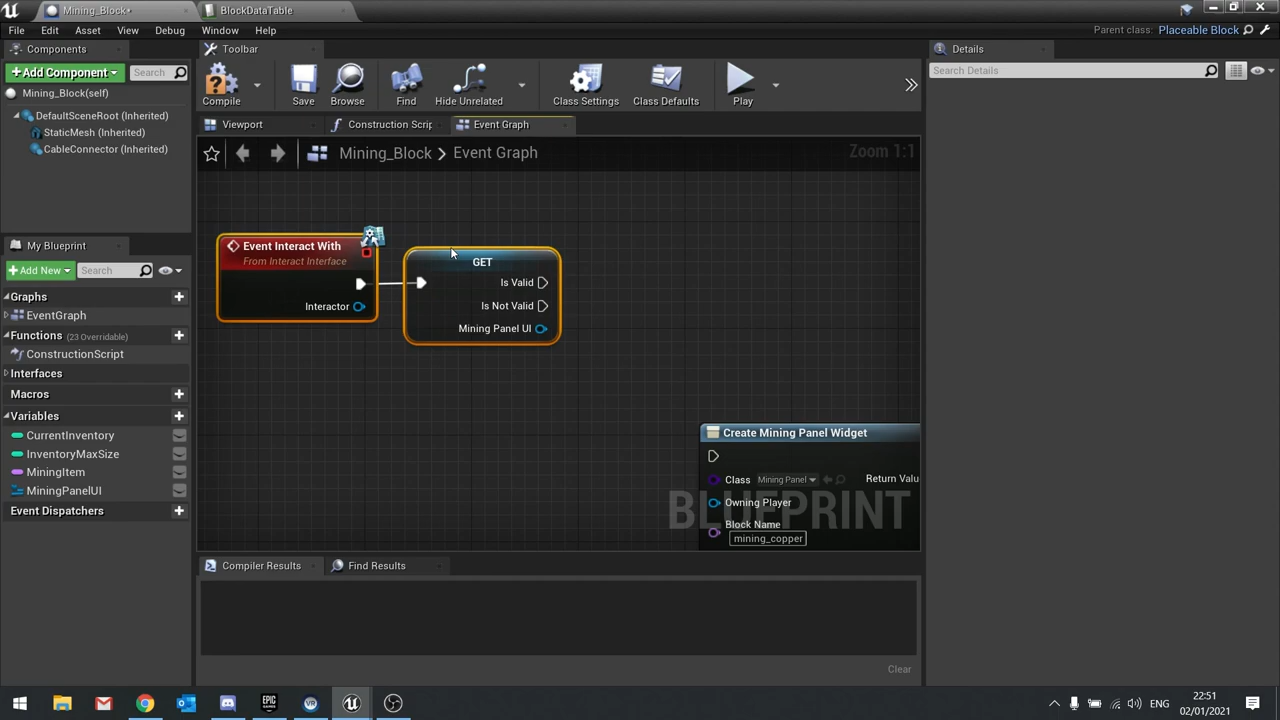 Mining_Block*
BlockDataTable
File
Edit
Asset
View
Debug
Window
Help
Parent class: Placeable Block
Components
Toolbar
Details
Add Component
Search
Search Details
Mining_Block(self)
DefaultSceneRoot (Inherited)
StaticMesh (Inherited)
CableConnector (Inherited)
Compile
Save
Browse
Find
Hide Unrelated
Class Settings
Class Defaults
Play
Viewport
Construction Scrip
Event Graph
Mining_Block
Event Graph
Zoom 1:1
Event Interact With
From Interact Interface
Interactor
GET
Is Valid
Is Not Valid
Mining Panel UI
Create Mining Panel Widget
Class
Mining Panel
Return Valu
Owning Player
Block Name
mining_copper
BLUEPRINT
My Blueprint
Add New
Search
Graphs
EventGraph
Functions (23 Overridable)
ConstructionScript
Interfaces
Macros
Variables
CurrentInventory
InventoryMaxSize
MiningItem
MiningPanelUI
Event Dispatchers
Compiler Results
Find Results
Clear
ENG
22:51
02/01/2021